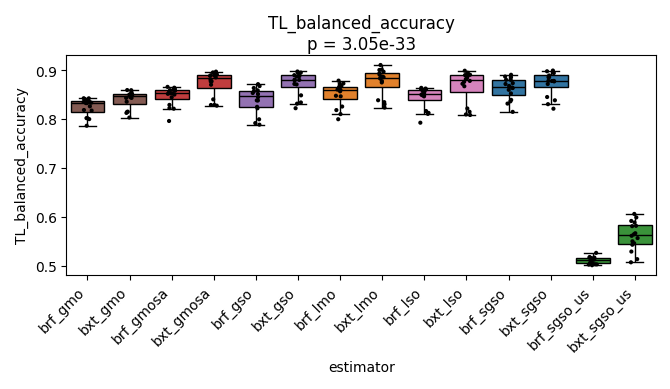 TL_balanced_accuracy
p = 3.05e-33
TL_balanced_accuracy
0.9
0.8
0.7
0.6
0.5
brf_gmo
bxt_gmo
brf_gmosa
bxt_gmosa
brf_gso
bxt_gso
brf_lmo
bxt_lmo
brf_lso
bxt_lso
brf_sgso
bxt_sgso
brf_sgso_us
bxt_sgso_us
estimator